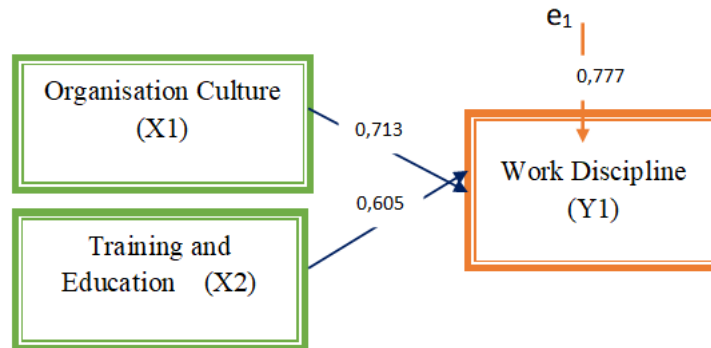 e₁
0,777
Organisation Culture
(X1)
0,713
Work Discipline
(Y1)
0,605
Training and
Education (X2)